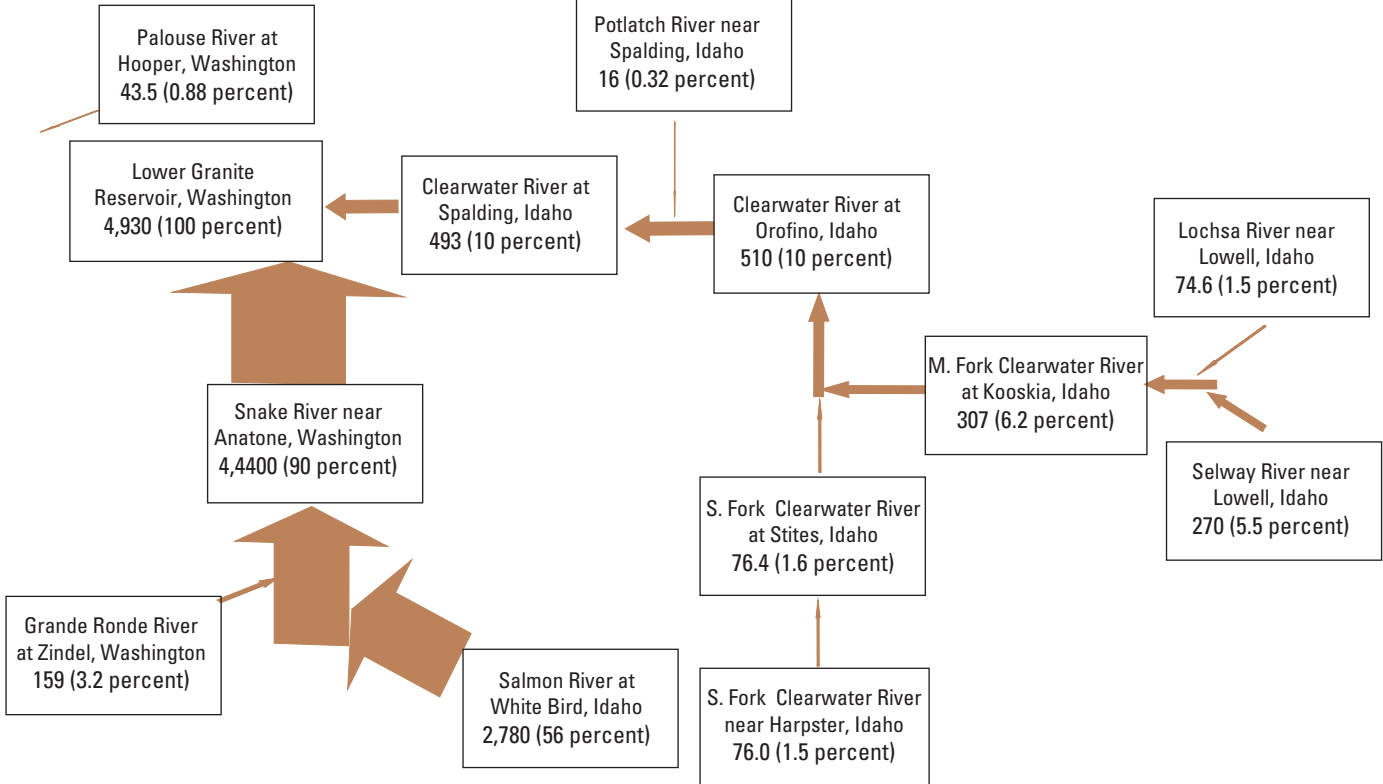 Palouse River at
Hooper, Washington
43.5 (0.88 percent)
Potlatch River near
Spalding, Idaho
16 (0.32 percent)
Lower Granite
Reservoir, Washington
4,930 (100 percent)
Clearwater River at
Spalding, Idaho
493 (10 percent)
Clearwater River at
Orofino, Idaho
510 (10 percent)
Lochsa River near
Lowell, Idaho
74.6 (1.5 percent)
M. Fork Clearwater River
at Kooskia, Idaho
307 (6.2 percent)
Snake River near
Anatone, Washington
4,4400 (90 percent)
Selway River near
Lowell, Idaho
270 (5.5 percent)
S. Fork Clearwater River
at Stites, Idaho
76.4 (1.6 percent)
Grande Ronde River
at Zindel, Washington
159 (3.2 percent)
Salmon River at
White Bird, Idaho
2,780 (56 percent)
S. Fork Clearwater River
near Harpster, Idaho
76.0 (1.5 percent)